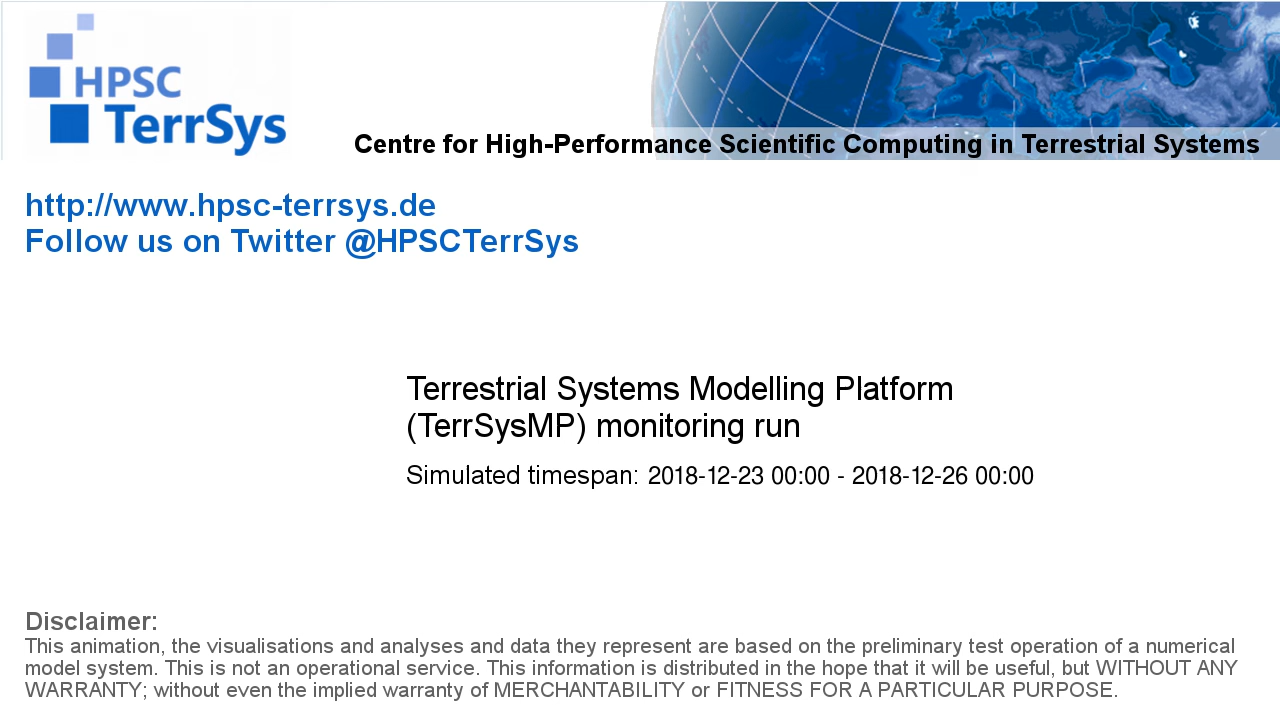 HPSC
TerrSys
Centre for High-Performance Scientific Computing in Terrestrial Systems
http://www.hpsc-terrsys.de
Follow us on Twitter @HPSCTerrSys
Terrestrial Systems Modelling Platform
(TerrSysMP) monitoring run
Simulated timespan: 2018-12-23 00:00 - 2018-12-26 00:00
Disclaimer:
This animation, the visualisations and analyses and data they represent are based on the preliminary test operation of a numerical
model system. This is not an operational service. This information is distributed in the hope that it will be useful, but WITHOUT ANY
WARRANTY; without even the implied warranty of MERCHANTABILITY or FITNESS FOR A PARTICULAR PURPOSE.